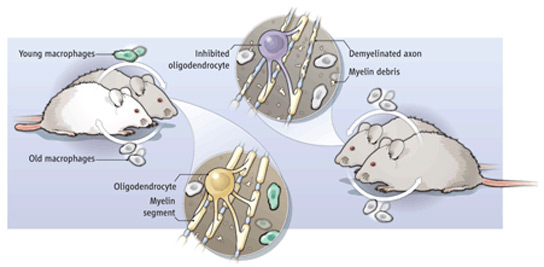 Young macrophages
Old macrophages
Inhibited
oligodendrocyte
Demyelinated axon
Myelin debris
Oligodendrocyte
Myelin
segment